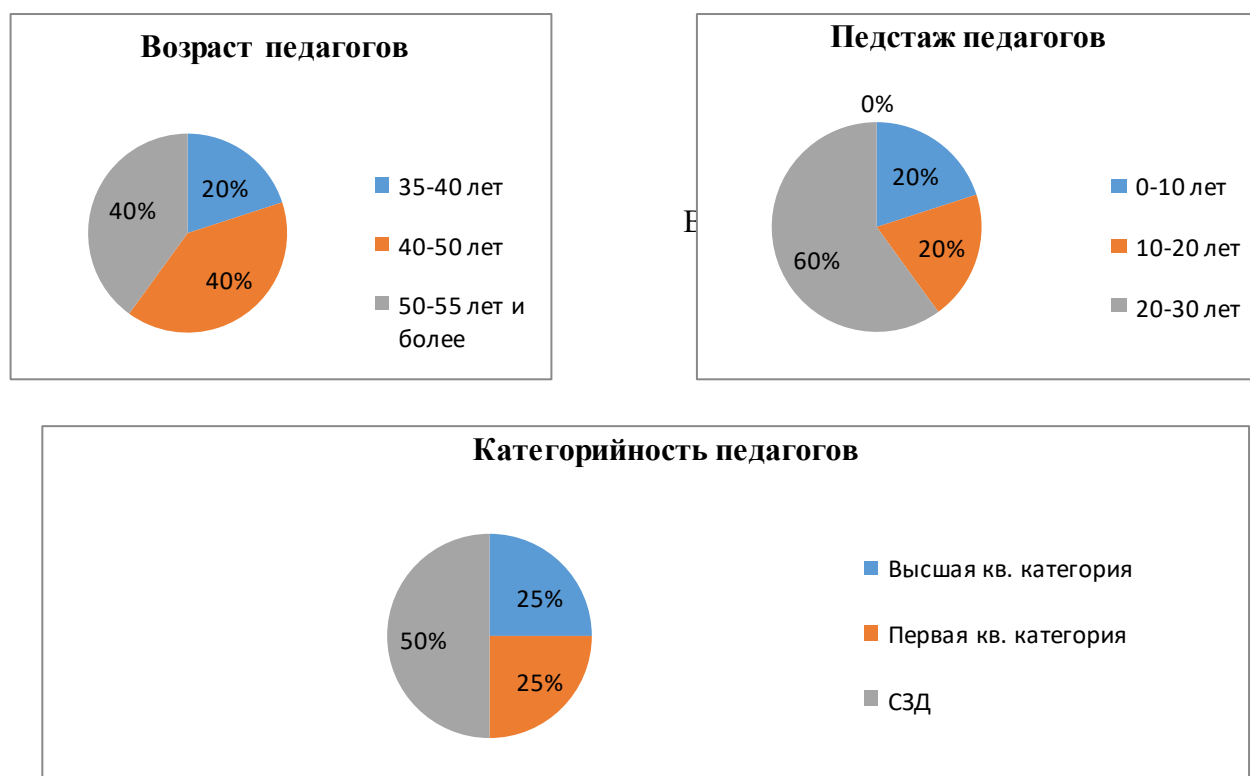 Возраст педагогов
20%
40%
40%
35-40 лет
40-50 лет
50-55 лет и
более
Педстаж педагогов
0%
20%
20%
60%
0-10 лет
10-20 лет
20-30 лет
Категорийность педагогов
25%
25%
50%
Высшая кв. категория
Первая кв. категория
СЗД